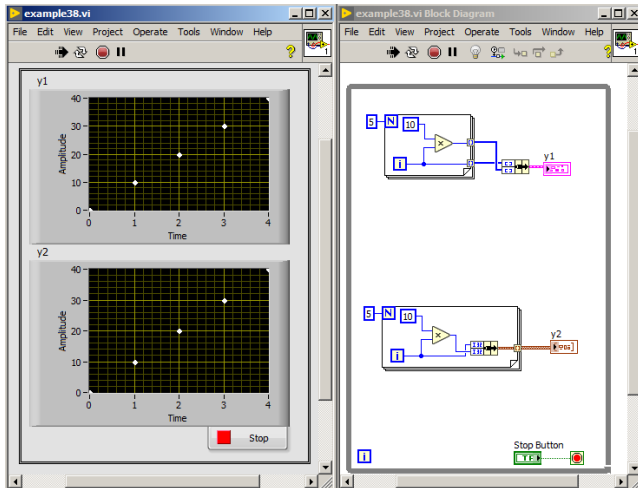 example38.vi
File Edit View Project Operate Tools Window Help
1
y1
40
30
20
10
0
Amplitude
0 1 2 3 4
Time
y2
40
30
20
10
0
Amplitude
0 1 2 3 4
Time
Stop
example38.vi Block Diagram
File Edit View Project Operate Tools Window Help
1
5 N 10
x
i
y1
5 N 10
x
i
y2
i
Stop Button
TF